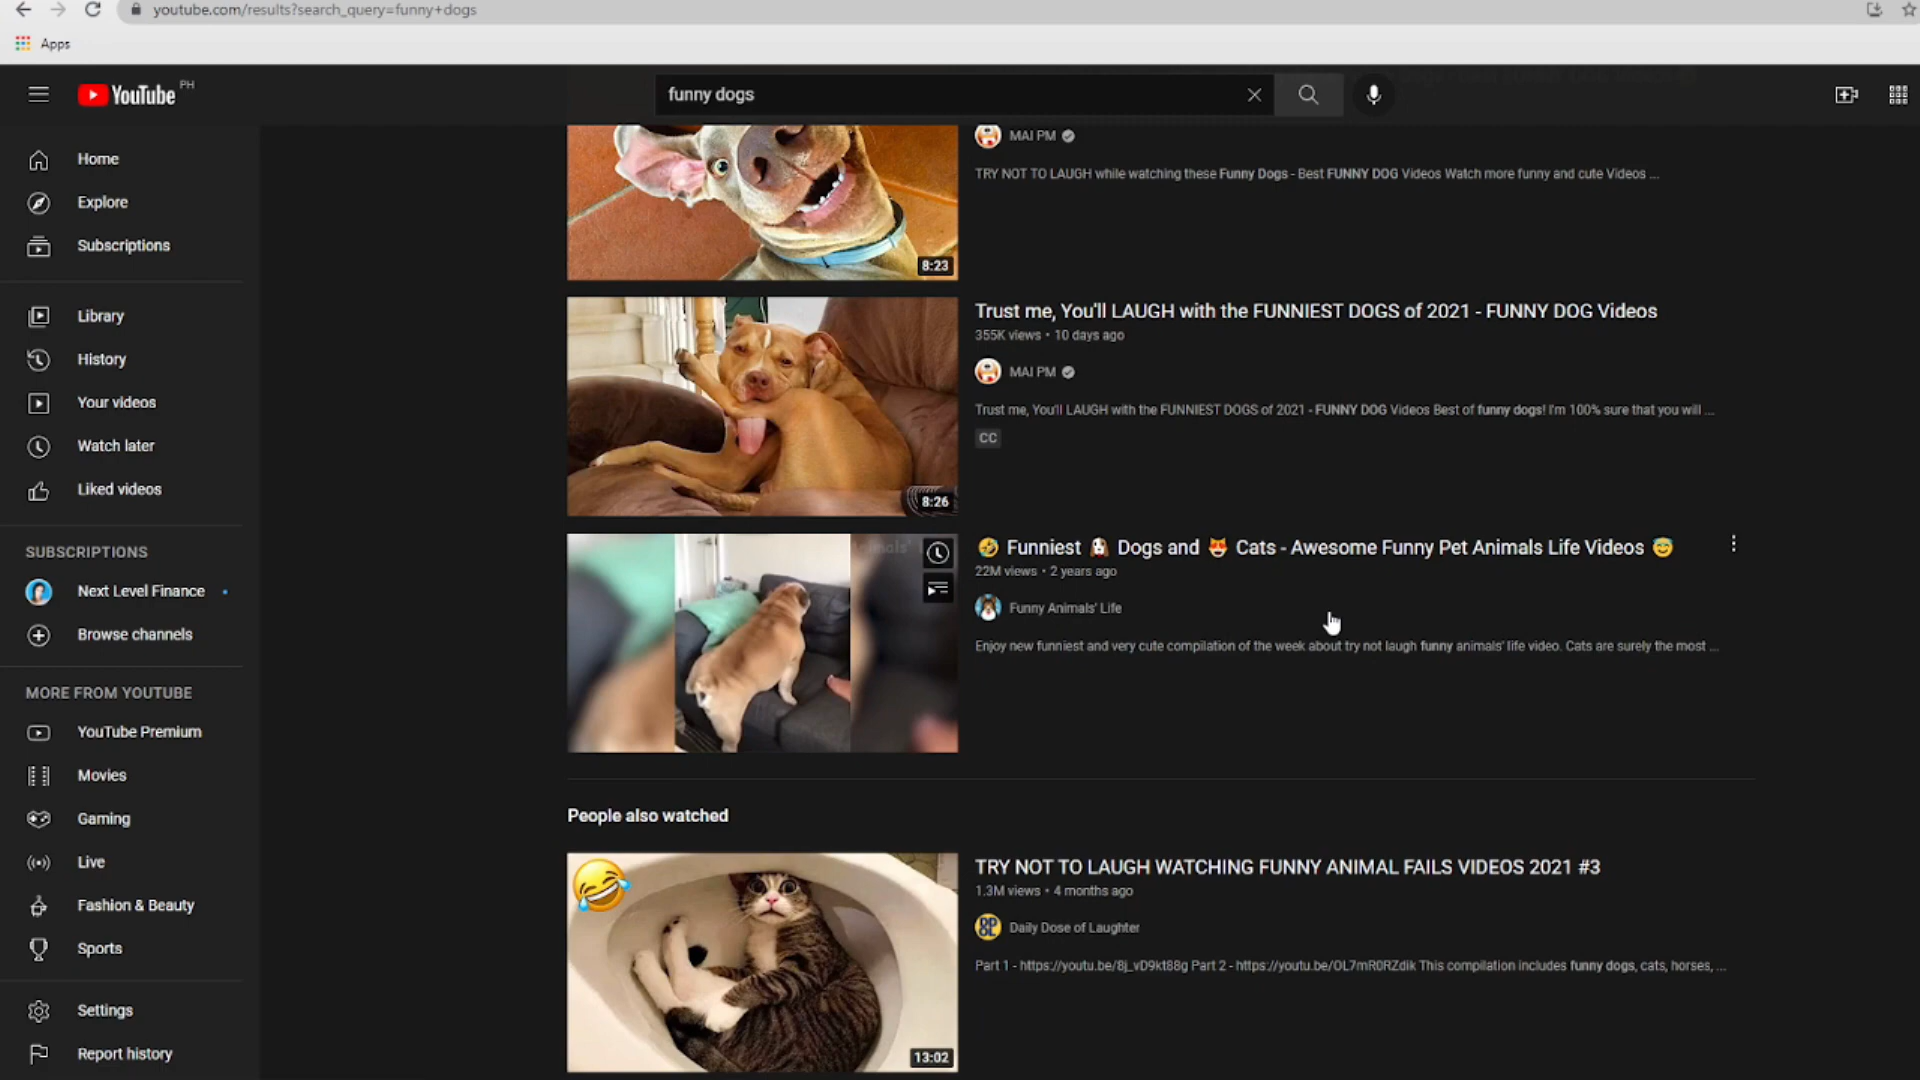 youtube.com/results?search_query=funny+dogs
Apps
YouTube PH
funny dogs
Home
Explore
Subscriptions
Library
History
Your videos
Watch later
Liked videos
SUBSCRIPTIONS
Next Level Finance
Browse channels
MORE FROM YOUTUBE
YouTube Premium
Movies
Gaming
Live
Fashion & Beauty
Sports
Settings
Report history
MAI PM
TRY NOT TO LAUGH while watching these Funny Dogs - Best FUNNY DOG Videos Watch more funny and cute Videos ...
8:23
Trust me, You'll LAUGH with the FUNNIEST DOGS of 2021 - FUNNY DOG Videos
355K views • 10 days ago
MAI PM
Trust me, You'll LAUGH with the FUNNIEST DOGS of 2021 - FUNNY DOG Videos Best of funny dogs! I'm 100% sure that you will ...
CC
8:26
🤣 Funniest 🐶 Dogs and 😻 Cats - Awesome Funny Pet Animals Life Videos 😇
22M views • 2 years ago
Funny Animals' Life
Enjoy new funniest and very cute compilation of the week about try not laugh funny animals' life video. Cats are surely the most ...
People also watched
TRY NOT TO LAUGH WATCHING FUNNY ANIMAL FAILS VIDEOS 2021 #3
1.3M views • 4 months ago
Daily Dose of Laughter
Part 1 - https://youtu.be/8j_vD9kt88g Part 2 - https://youtu.be/OL7mR0RZdik This compilation includes funny dogs, cats, horses, ...
13:02